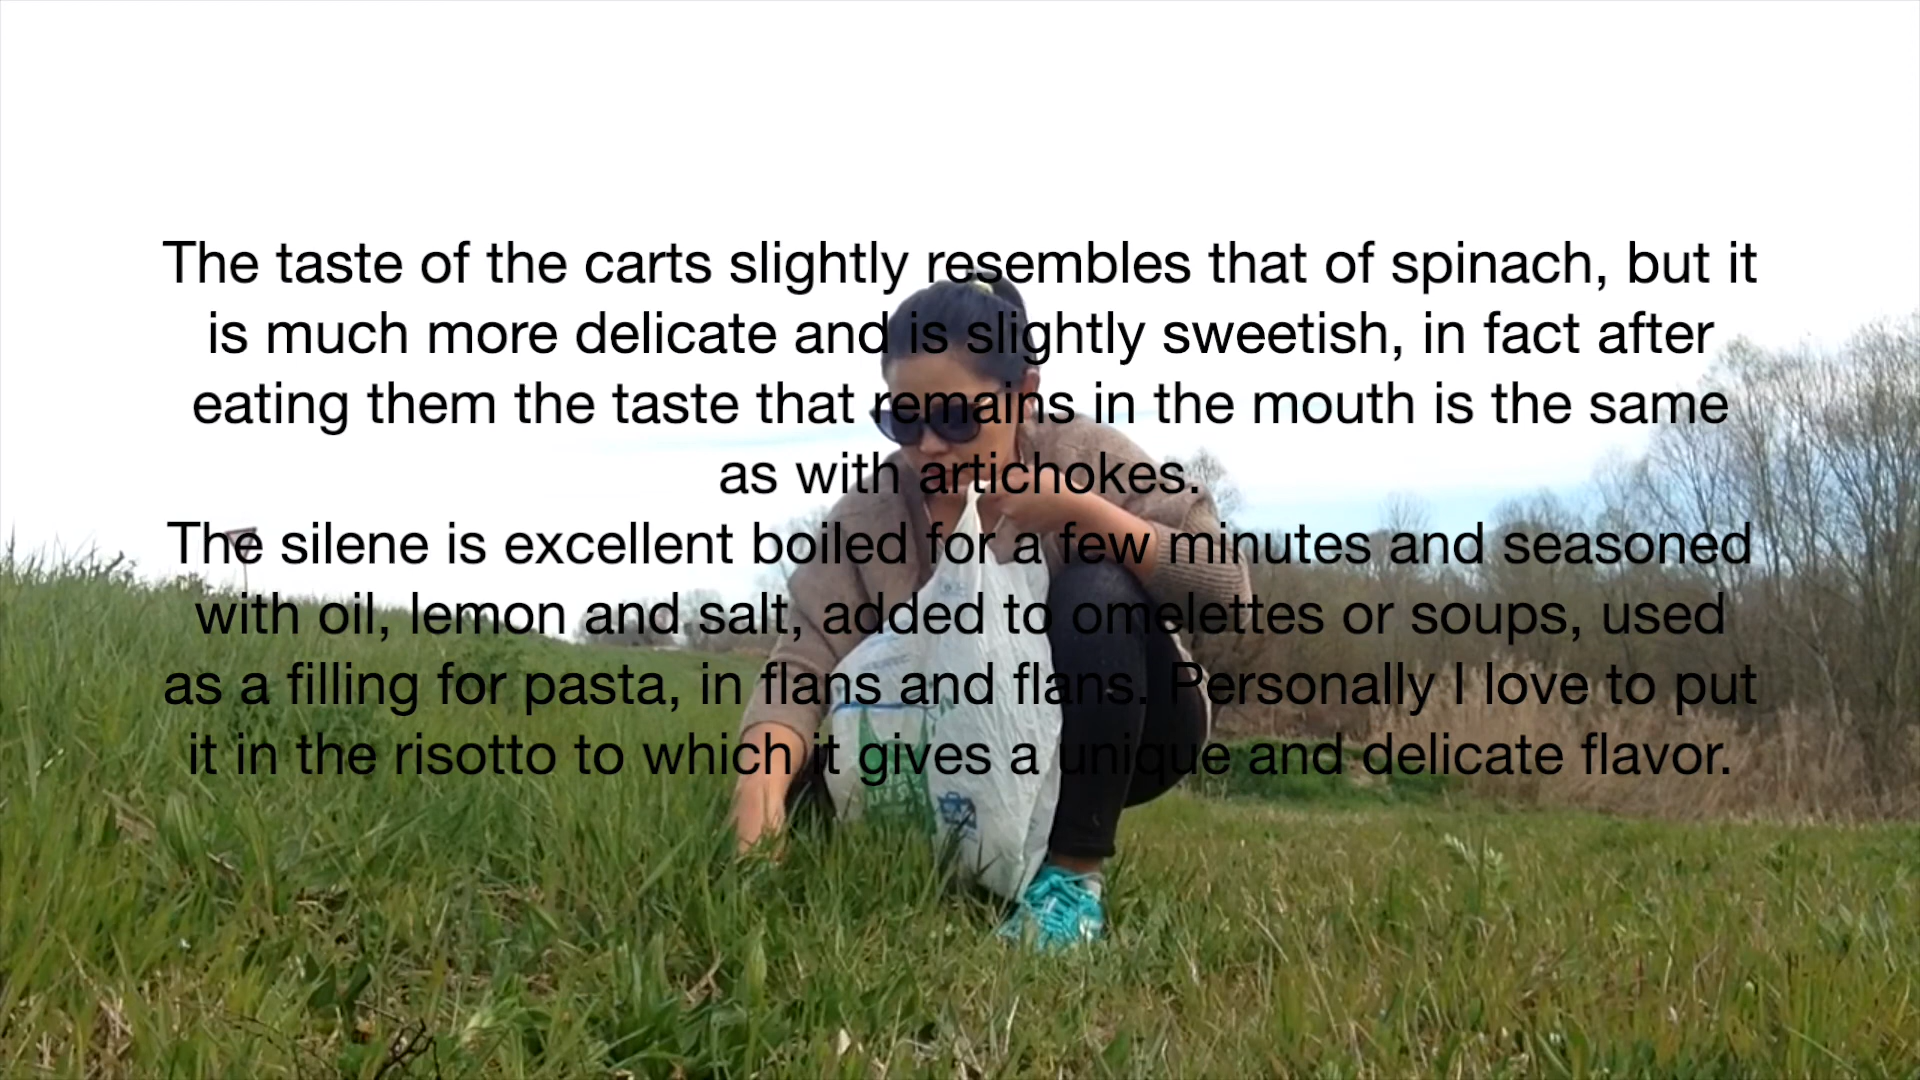 The taste of the carts slightly resembles that of spinach, but it
is much more delicate and is slightly sweetish, in fact after
eating them the taste that remains in the mouth is the same
as with artichokes.
The silene is excellent boiled for a few minutes and seasoned
with oil, lemon and salt, added to omelettes or soups, used
as a filling for pasta, in flans and flans. Personally I love to put
it in the risotto to which it gives a unique and delicate flavor.